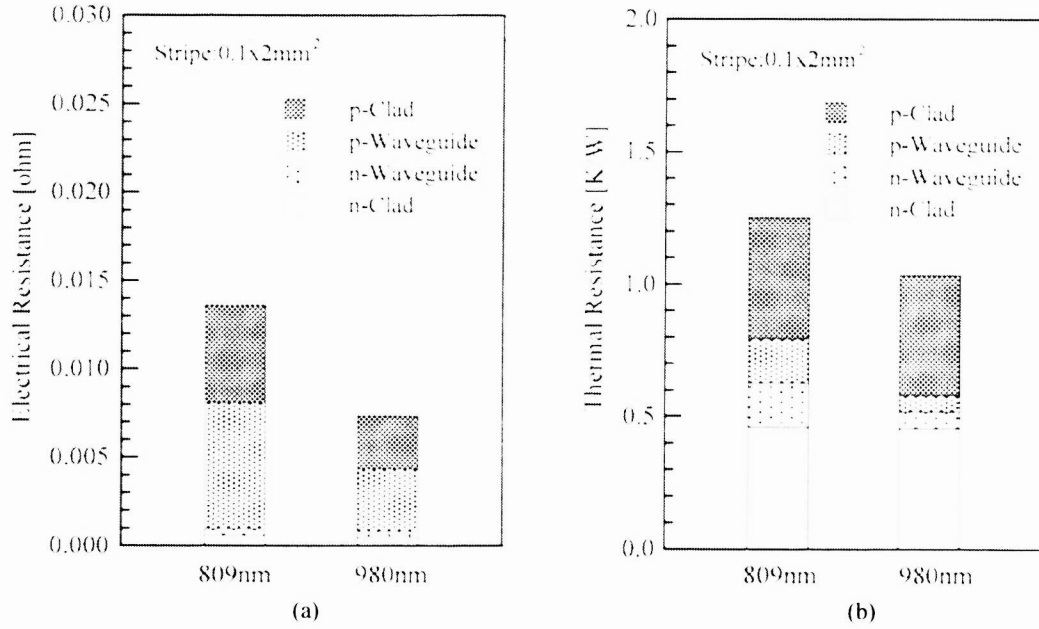 Electrical Resistance [ohm]
0.030
0.025
0.020
0.015
0.010
0.005
0.000
Stripe:0.1x2mm²
p-Clad
p-Waveguide
n-Waveguide
n-Clad
809nm
980nm
(a)
Thermal Resistance [K W]
2.0
1.5
1.0
0.5
0.0
Stripe:0.1x2mm²
p-Clad
p-Waveguide
n-Waveguide
n-Clad
809nm
980nm
(b)